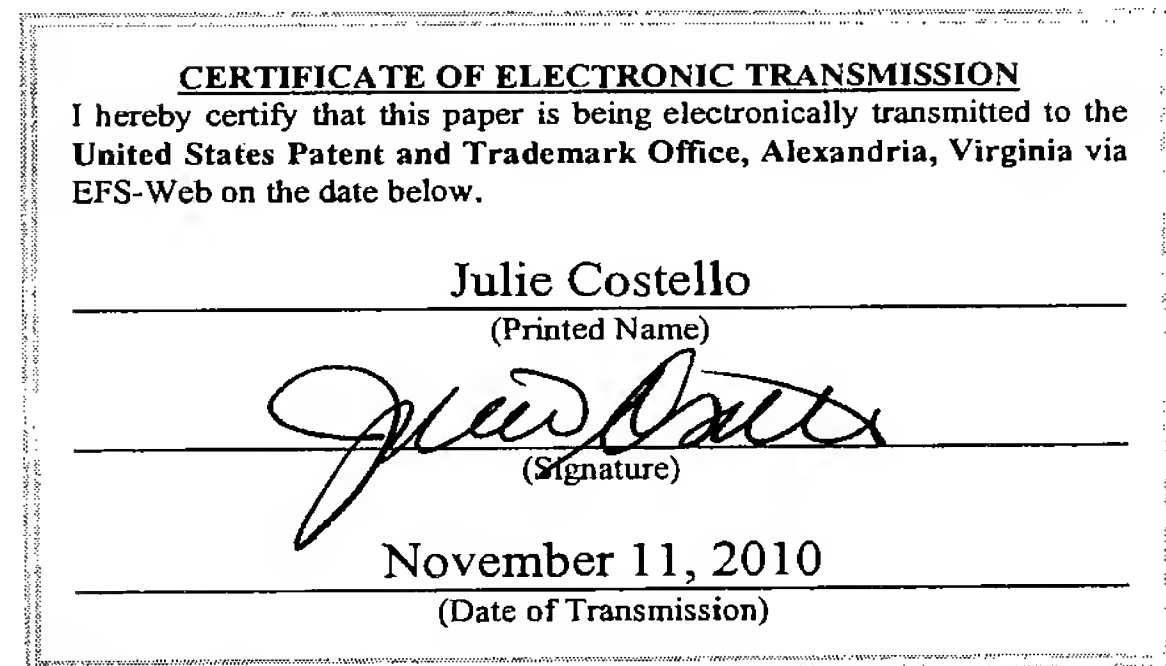 CERTIFICATE OF ELECTRONIC TRANSMISSION
I hereby certify that this paper is being electronically transmitted to the
United States Patent and Trademark Office, Alexandria, Virginia via
EFS-Web on the date below.
Julie Costello
(Printed Name)
(Signature)
November 11, 2010
(Date of Transmission)